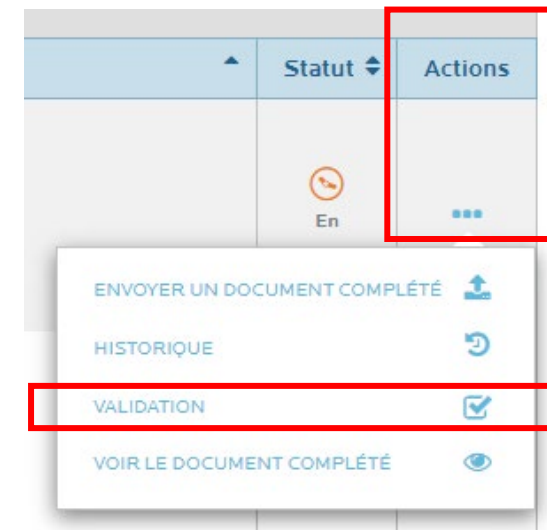 Statut Actions
En
ENVOYER UN DOCUMENT COMPLÉTÉ
HISTORIQUE
VALIDATION
VOIR LE DOCUMENT COMPLÉTÉ